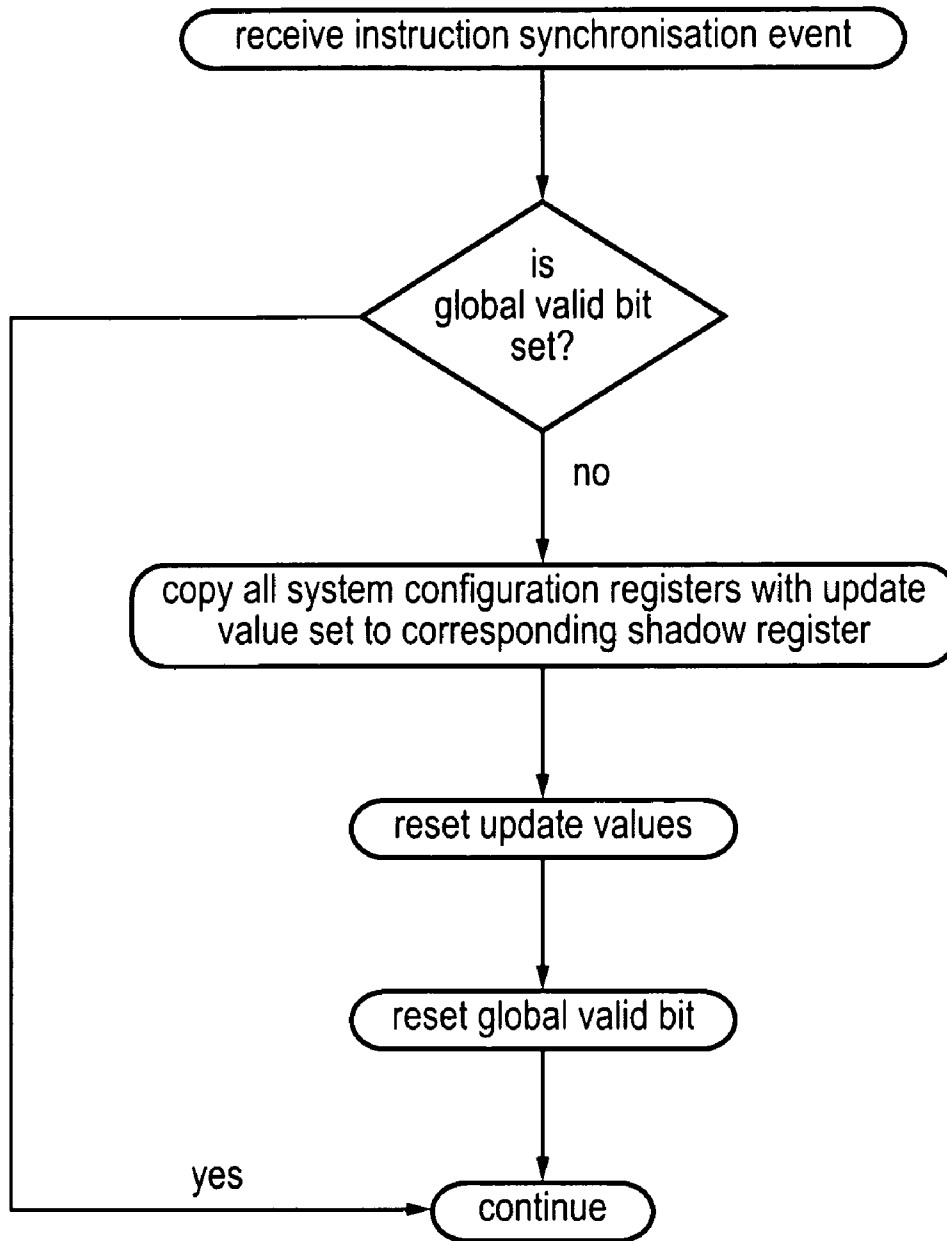 receive instruction synchronisation event
is
global valid bit
set?
no
copy all system configuration registers with update
value set to corresponding shadow register
reset update values
reset global valid bit
yes
continue